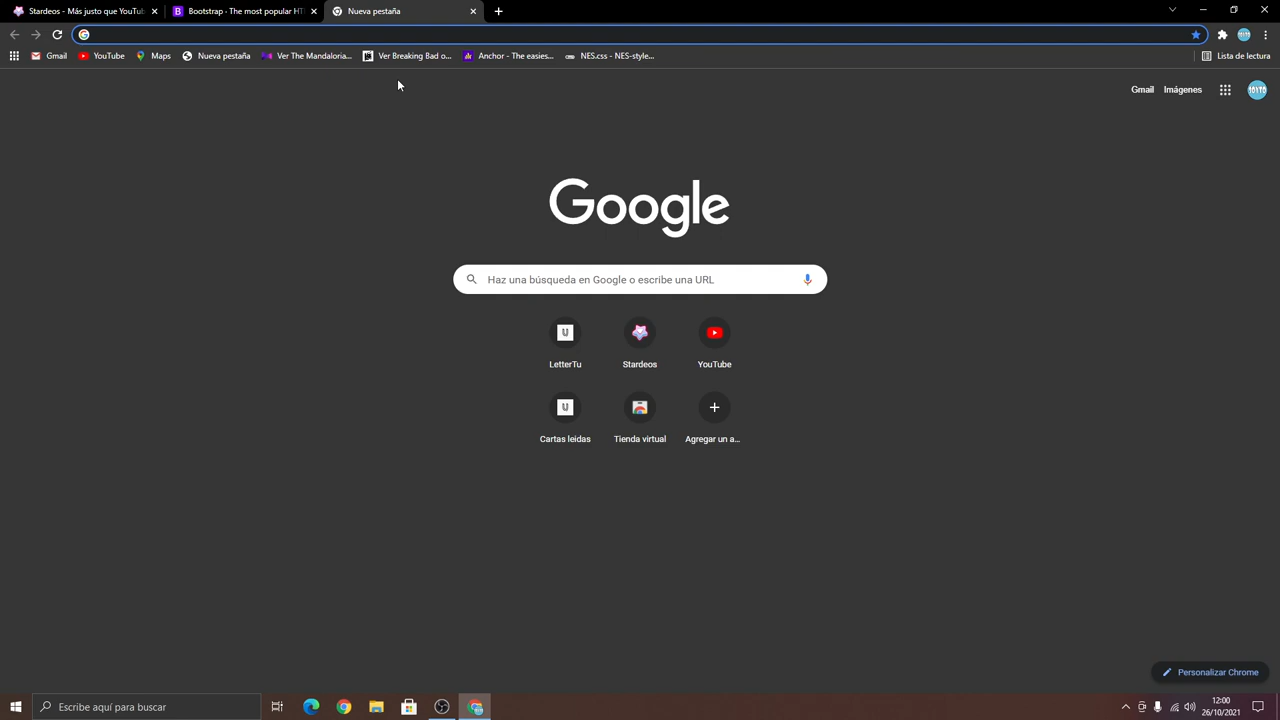 Stardeos - Más justo que YouTub
Bootstrap - The most popular HT
Nueva pestaña
Gmail
YouTube
Maps
Nueva pestaña
Ver The Mandaloria...
Ver Breaking Bad o...
Anchor - The easies...
NES.css - NES-style...
Lista de lectura
Gmail
Imágenes
Google
Haz una búsqueda en Google o escribe una URL
LetterTu
Stardeos
YouTube
Cartas leidas
Tienda virtual
Agregar un a...
Personalizar Chrome
Escribe aquí para buscar
12:00
26/10/2021